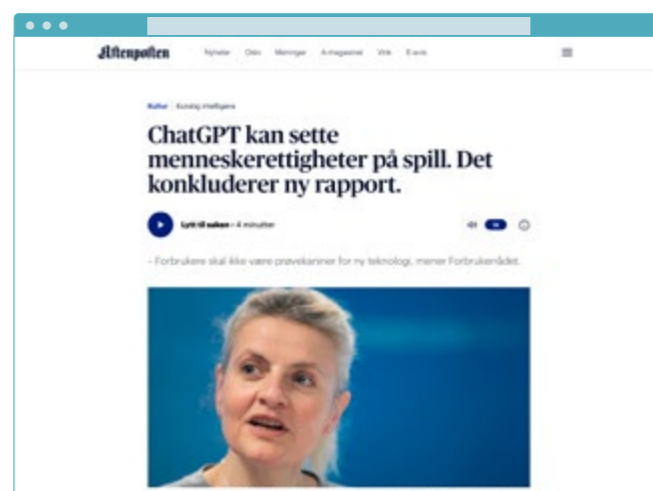 Aftenposten
Nyheter Oslo Meninger A-magasinet Vink E-avis
Kultur | Kunstig intelligens
ChatGPT kan sette
menneskerettigheter på spill. Det
konkluderer ny rapport.
Lytt til saken – 4 minutter
– Forbrukere skal ikke være prøvekaniner for ny teknologi, mener Forbrukerrådet.